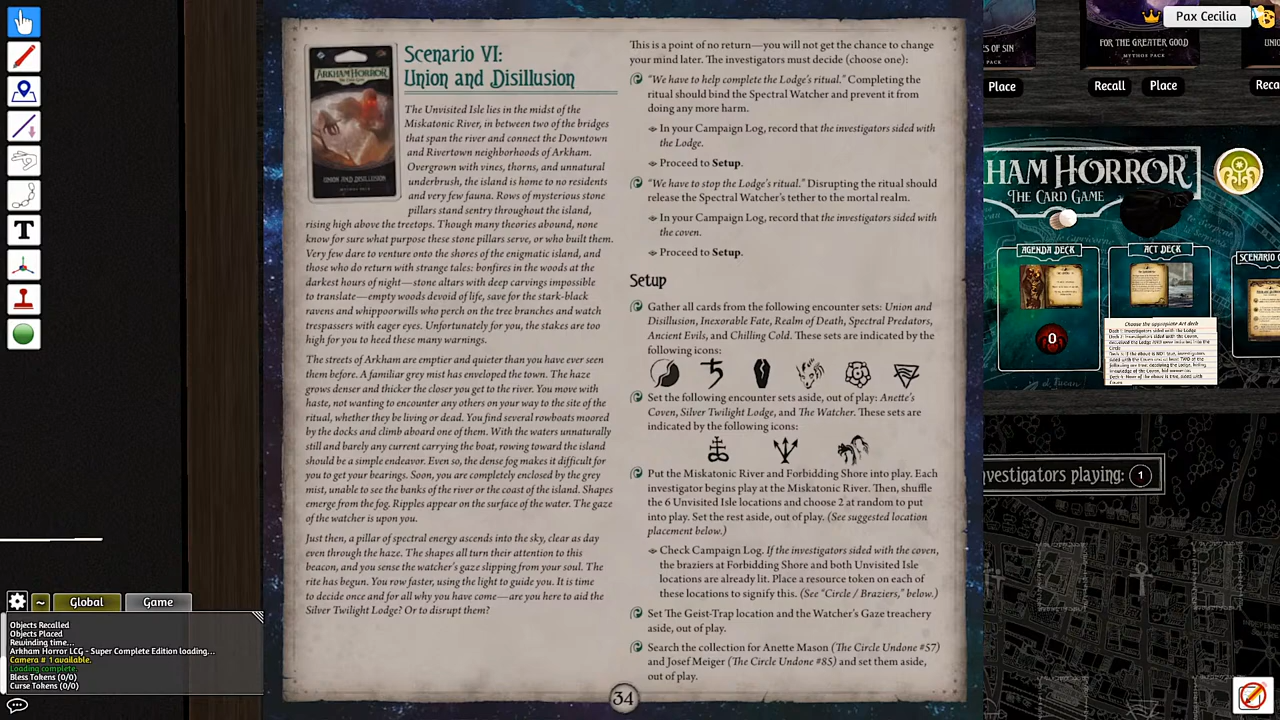 Scenario VI:
Union and Disillusion
ARKHAM HORROR
UNION AND DISILLUSION
MYTHOS PACK
The Unvisited Isle lies in the midst of the
Miskatonic River, in between two of the bridges
that span the river and connect the Downtown
and Rivertown neighborhoods of Arkham.
Overgrown with vines, thorns, and unnatural
underbrush, the island is home to no residents
and very few fauna. Rows of mysterious stone
pillars stand sentry throughout the island,
rising high above the treetops. Though many theories abound, none
know for sure what purpose these stone pillars serve, or who built them.
Very few dare to venture onto the shores of the enigmatic island, and
those who do return with strange tales: bonfires in the woods at the
darkest hours of night—stone altars with deep carvings impossible
to translate—empty woods devoid of life, save for the stark-black
ravens and whippoorwills who perch on the tree branches and watch
trespassers with eager eyes. Unfortunately for you, the stakes are too
high for you to heed these many warnings.
The streets of Arkham are emptier and quieter than you have ever seen
them before. A familiar grey mist has enveloped the town. The haze
grows denser and thicker the closer you get to the river. You move with
haste, not wanting to encounter any others on your way to the site of the
ritual, whether they be living or dead. You find several rowboats moored
by the docks and climb aboard one of them. With the waters unnaturally
still and barely any current carrying the boat, rowing toward the island
should be a simple endeavor. Even so, the dense fog makes it difficult for
you to get your bearings. Soon, you are completely enclosed by the grey
mist, unable to see the banks of the river or the coast of the island. Shapes
emerge from the fog. Ripples appear on the surface of the water. The gaze
of the watcher is upon you.
Just then, a pillar of spectral energy ascends into the sky, clear as day
even through the haze. The shapes all turn their attention to this
beacon, and you sense the watcher's gaze slipping from your soul. The
rite has begun. You row faster, using the light to guide you. It is time
to decide once and for all why you have come—are you here to aid the
Silver Twilight Lodge? Or to disrupt them?
This is a point of no return—you will not get the chance to change
your mind later. The investigators must decide (choose one):
"We have to help complete the Lodge's ritual." Completing the
ritual should bind the Spectral Watcher and prevent it from
doing any more harm.
In your Campaign Log, record that the investigators sided with
the Lodge.
Proceed to Setup.
"We have to stop the Lodge's ritual." Disrupting the ritual should
release the Spectral Watcher's tether to the mortal realm.
In your Campaign Log, record that the investigators sided with
the coven.
Proceed to Setup.
Setup
Gather all cards from the following encounter sets: Union and
Disillusion, Inexorable Fate, Realm of Death, Spectral Predators,
Ancient Evils, and Chilling Cold. These sets are indicated by the
following icons:
Set the following encounter sets aside, out of play: Anette's
Coven, Silver Twilight Lodge, and The Watcher. These sets are
indicated by the following icons:
Put the Miskatonic River and Forbidding Shore into play. Each
investigator begins play at the Miskatonic River. Then, shuffle
the 6 Unvisited Isle locations and choose 2 at random to put
into play. Set the rest aside, out of play. (See suggested location
placement below.)
Check Campaign Log. If the investigators sided with the coven,
the braziers at Forbidding Shore and both Unvisited Isle
locations are already lit. Place a resource token on each of
these locations to signify this. (See "Circle / Braziers," below.)
Set The Geist-Trap location and the Watcher's Gaze treachery
aside, out of play.
Search the collection for Anette Mason (The Circle Undone #57)
and Josef Meiger (The Circle Undone #85) and set them aside,
out of play.
34
Pax Cecilia
ES OF SIN
FOR THE GREATER GOOD
MYTHOS PACK
UNIO
Place
Recall
Place
Reca
HAM HORROR
THE CARD GAME
AGENDA DECK
ACT DECK
SCENARIO
0
Choose the appropriate Act deck
nvestigators playing: 1
T
~
Global
Game
Objects Recalled
Objects Placed
Rewinding time...
Arkham Horror LCG - Super Complete Edition loading...
Camera # 1 available.
Loading complete.
Bless Tokens (0/0)
Curse Tokens (0/0)